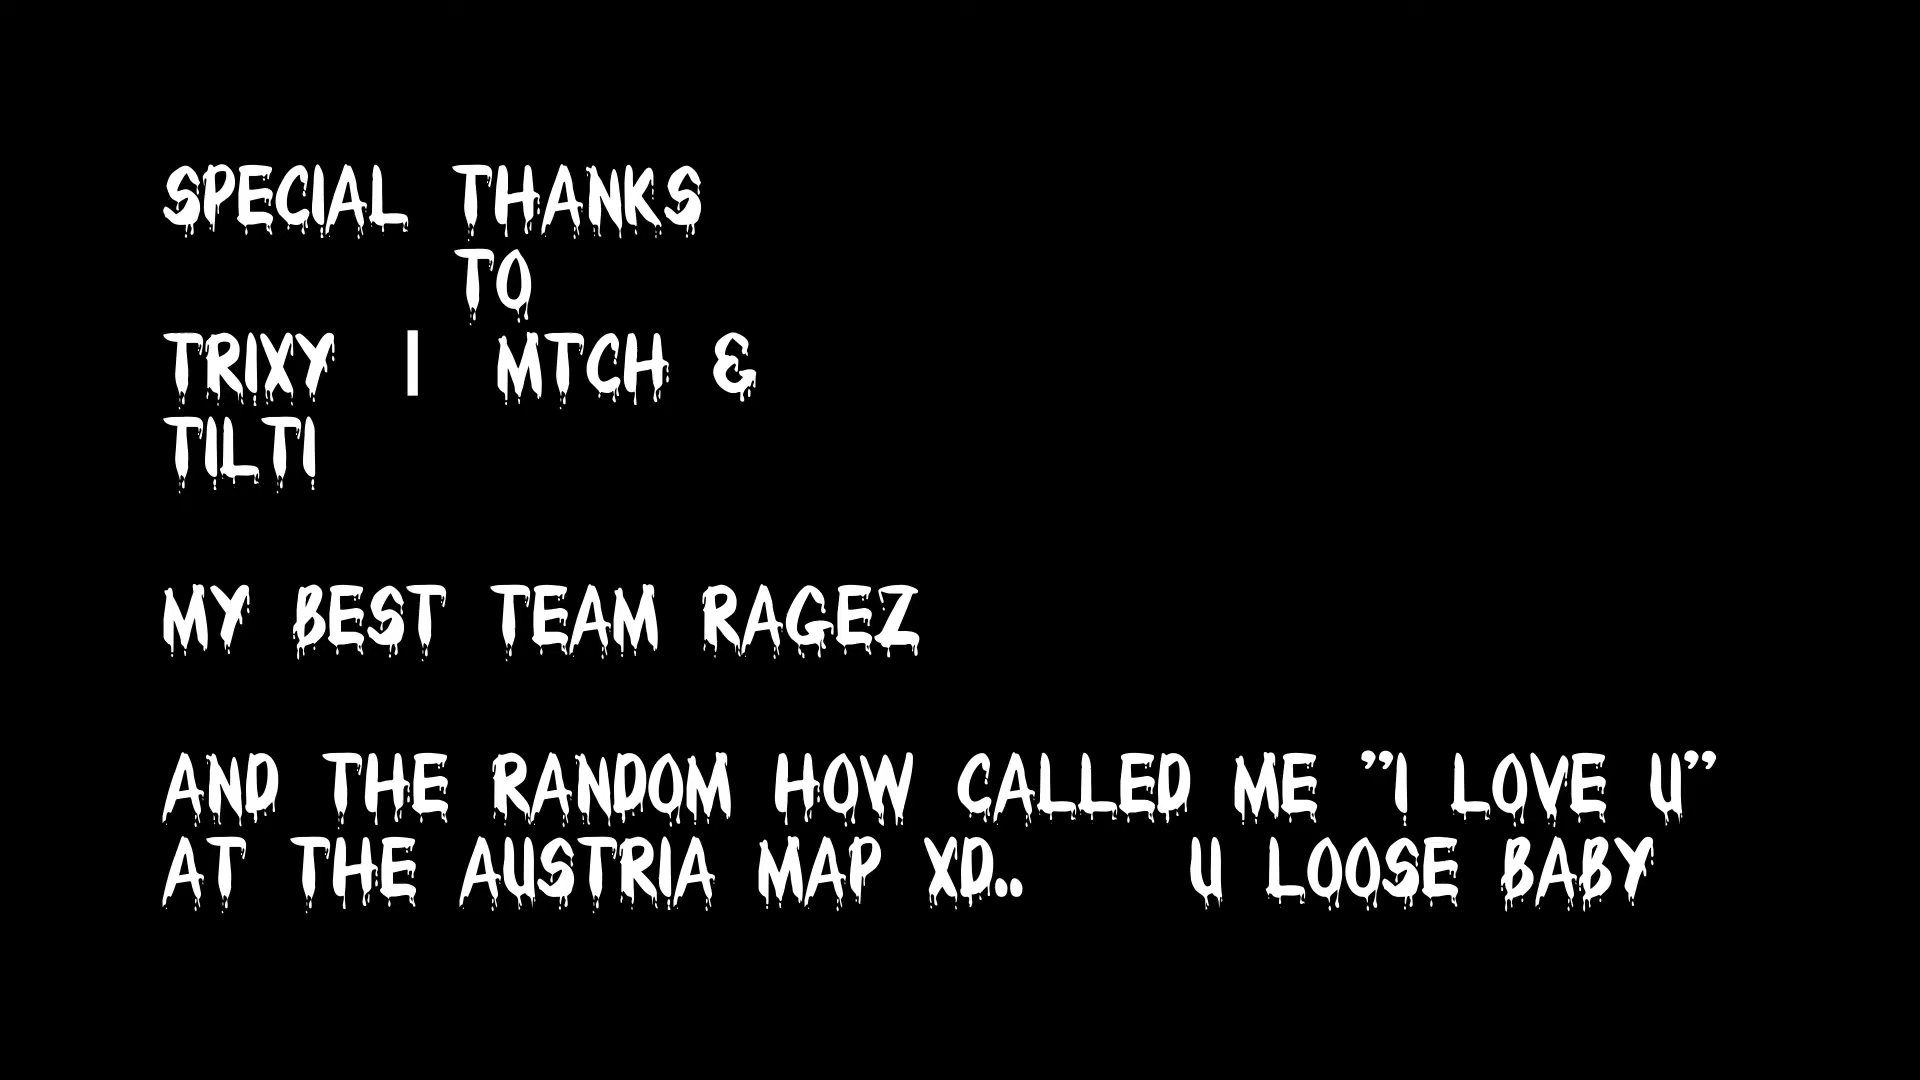 SPECIAL THANKS
TO
TRIXY | MTCH &
TILTI
MY BEST TEAM RAGEZ
AND THE RANDOM HOW CALLED ME ”I LOVE U”
AT THE AUSTRIA MAP XD.. U LOOSE BABY